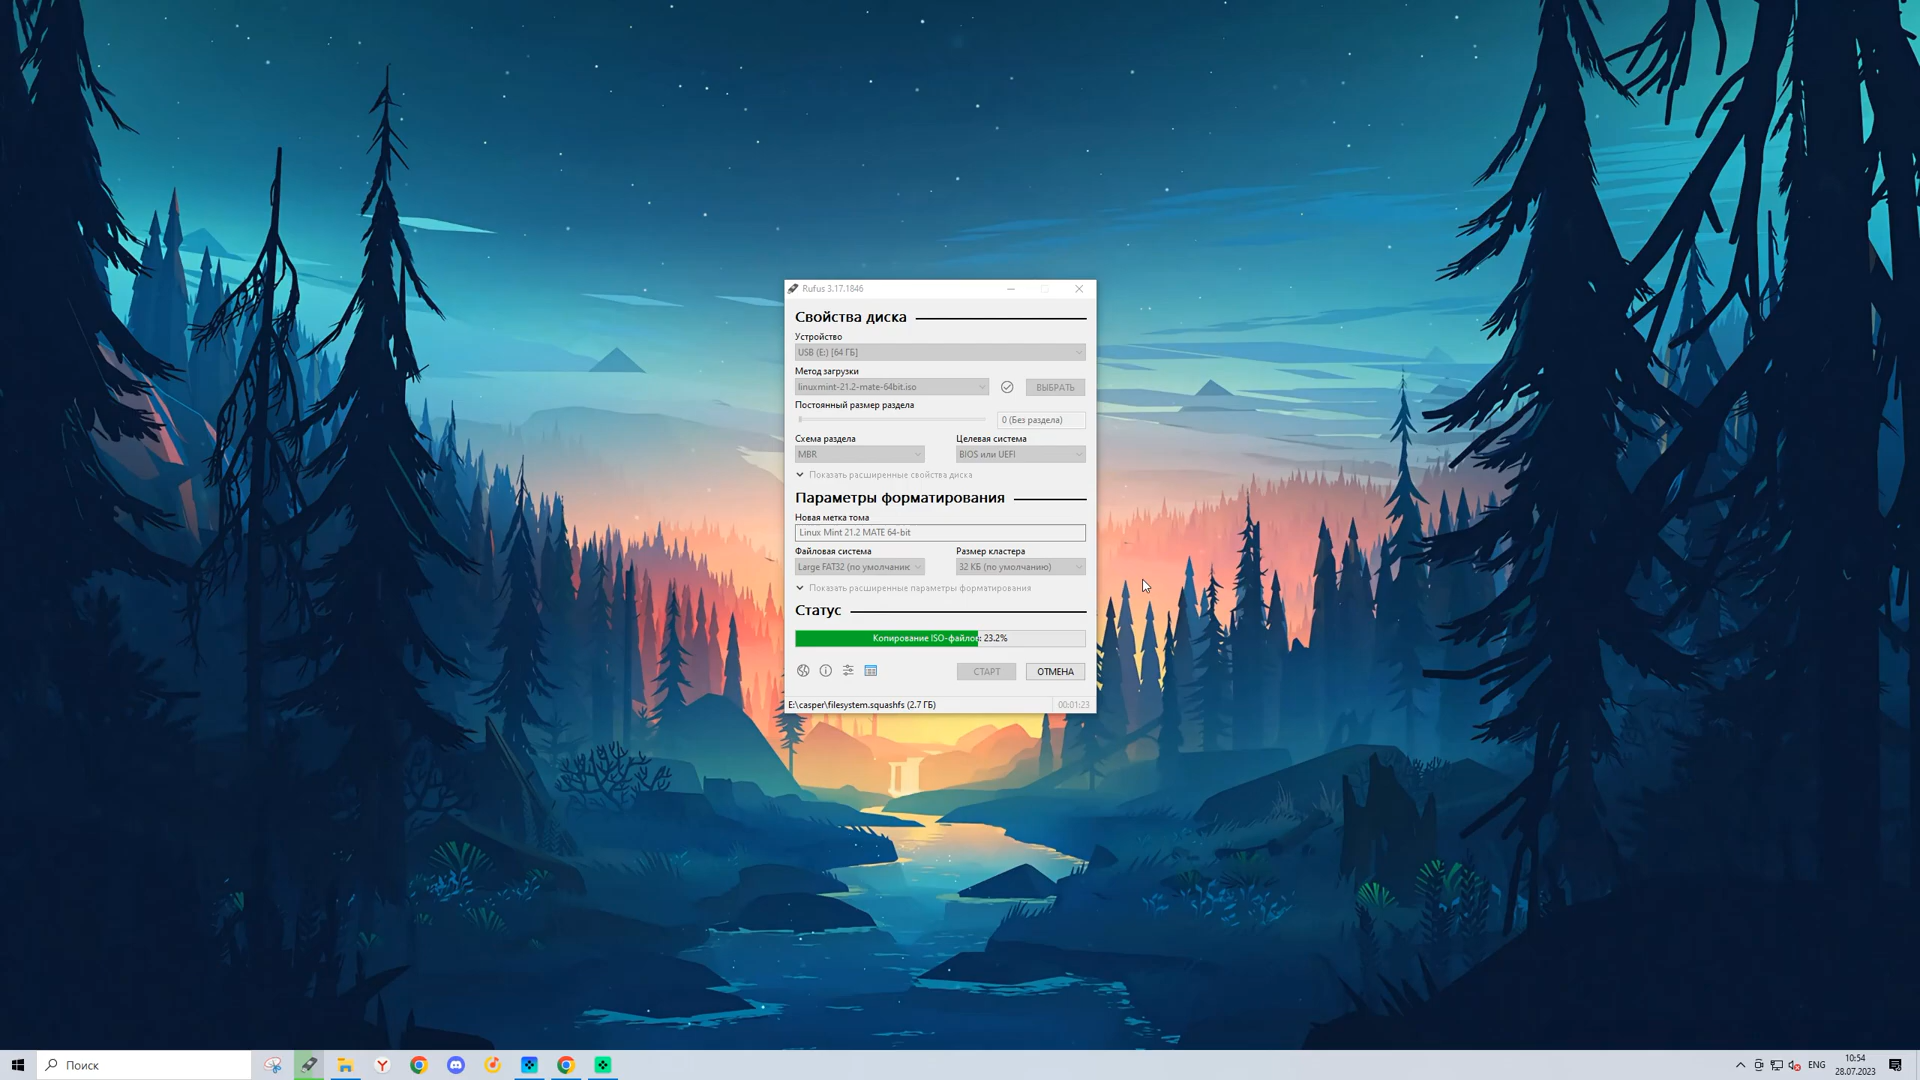 Rufus 3.17.1846
Свойства диска
Устройство
USB (E:) [64 ГБ]
Метод загрузки
linuxmint-21.2-mate-64bit.iso
ВЫБРАТЬ
Постоянный размер раздела
0 (Без раздела)
Схема раздела
Целевая система
MBR
BIOS или UEFI
Показать расширенные свойства диска
Параметры форматирования
Новая метка тома
Linux Mint 21.2 MATE 64-bit
Файловая система
Размер кластера
Large FAT32 (по умолчанию
32 КБ (по умолчанию)
Показать расширенные параметры форматирования
Статус
Копирование ISO-файлов: 23.2%
СТАРТ
ОТМЕНА
E:\casper\filesystem.squashfs (2.7 ГБ)
00:01:23
Поиск
ENG
10:54
28.07.2023